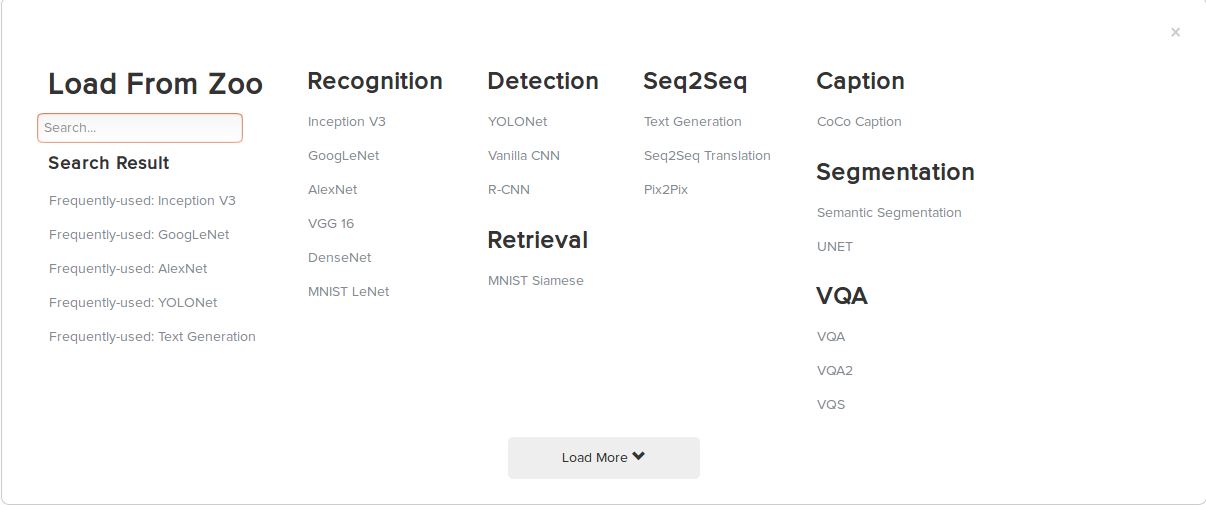 ×
Load From Zoo
Search...
Search Result
Frequently-used: Inception V3
Frequently-used: GoogLeNet
Frequently-used: AlexNet
Frequently-used: YOLONet
Frequently-used: Text Generation
Recognition
Inception V3
GoogLeNet
AlexNet
VGG 16
DenseNet
MNIST LeNet
Detection
YOLONet
Vanilla CNN
R-CNN
Retrieval
MNIST Siamese
Seq2Seq
Text Generation
Seq2Seq Translation
Pix2Pix
Caption
CoCo Caption
Segmentation
Semantic Segmentation
UNET
VQA
VQA
VQA2
VQS
Load More